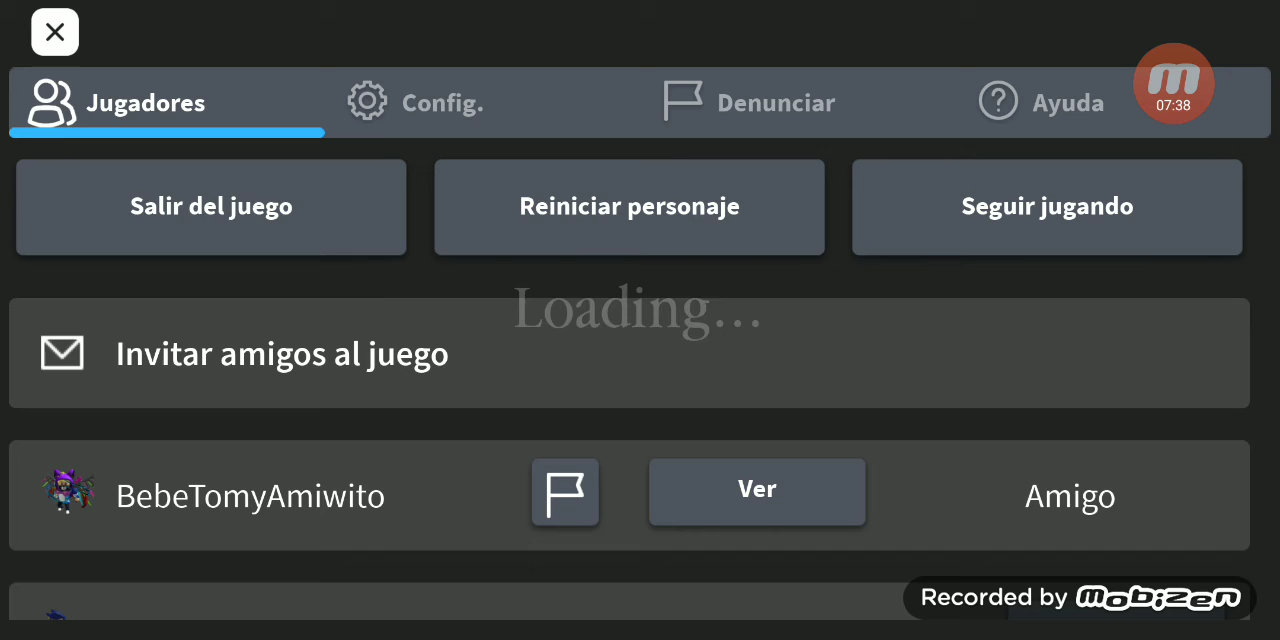 Jugadores
Config.
Denunciar
Ayuda
07:38
Salir del juego
Reiniciar personaje
Seguir jugando
Loading...
Invitar amigos al juego
BebeTomyAmiwito
Ver
Amigo
Recorded by mobizen